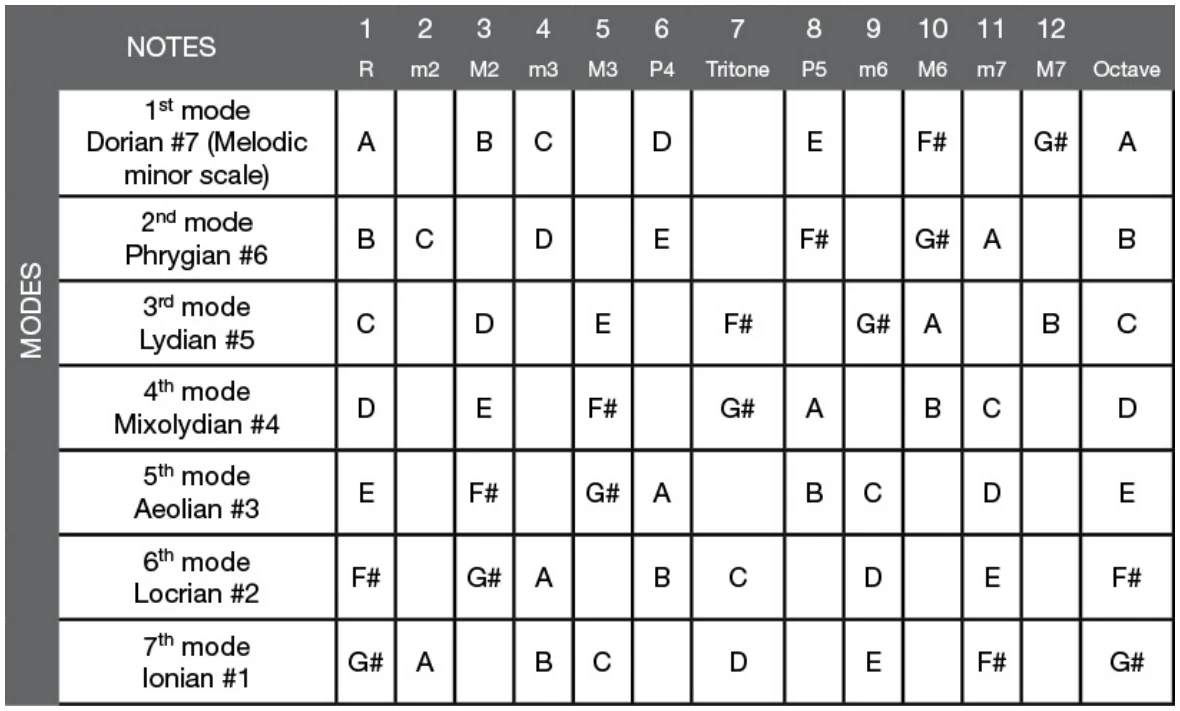 NOTES 1 2 3 4 5 6 7 8 9 10 11 12
R m2 M2 m3 M3 P4 Tritone P5 m6 M6 m7 M7 Octave
MODES
1st mode
Dorian #7 (Melodic
minor scale)
A B C D E F# G# A
2nd mode
Phrygian #6
B C D E F# G# A B
3rd mode
Lydian #5
C D E F# G# A B C
4th mode
Mixolydian #4
D E F# G# A B C D
5th mode
Aeolian #3
E F# G# A B C D E
6th mode
Locrian #2
F# G# A B C D E F#
7th mode
Ionian #1
G# A B C D E F# G#